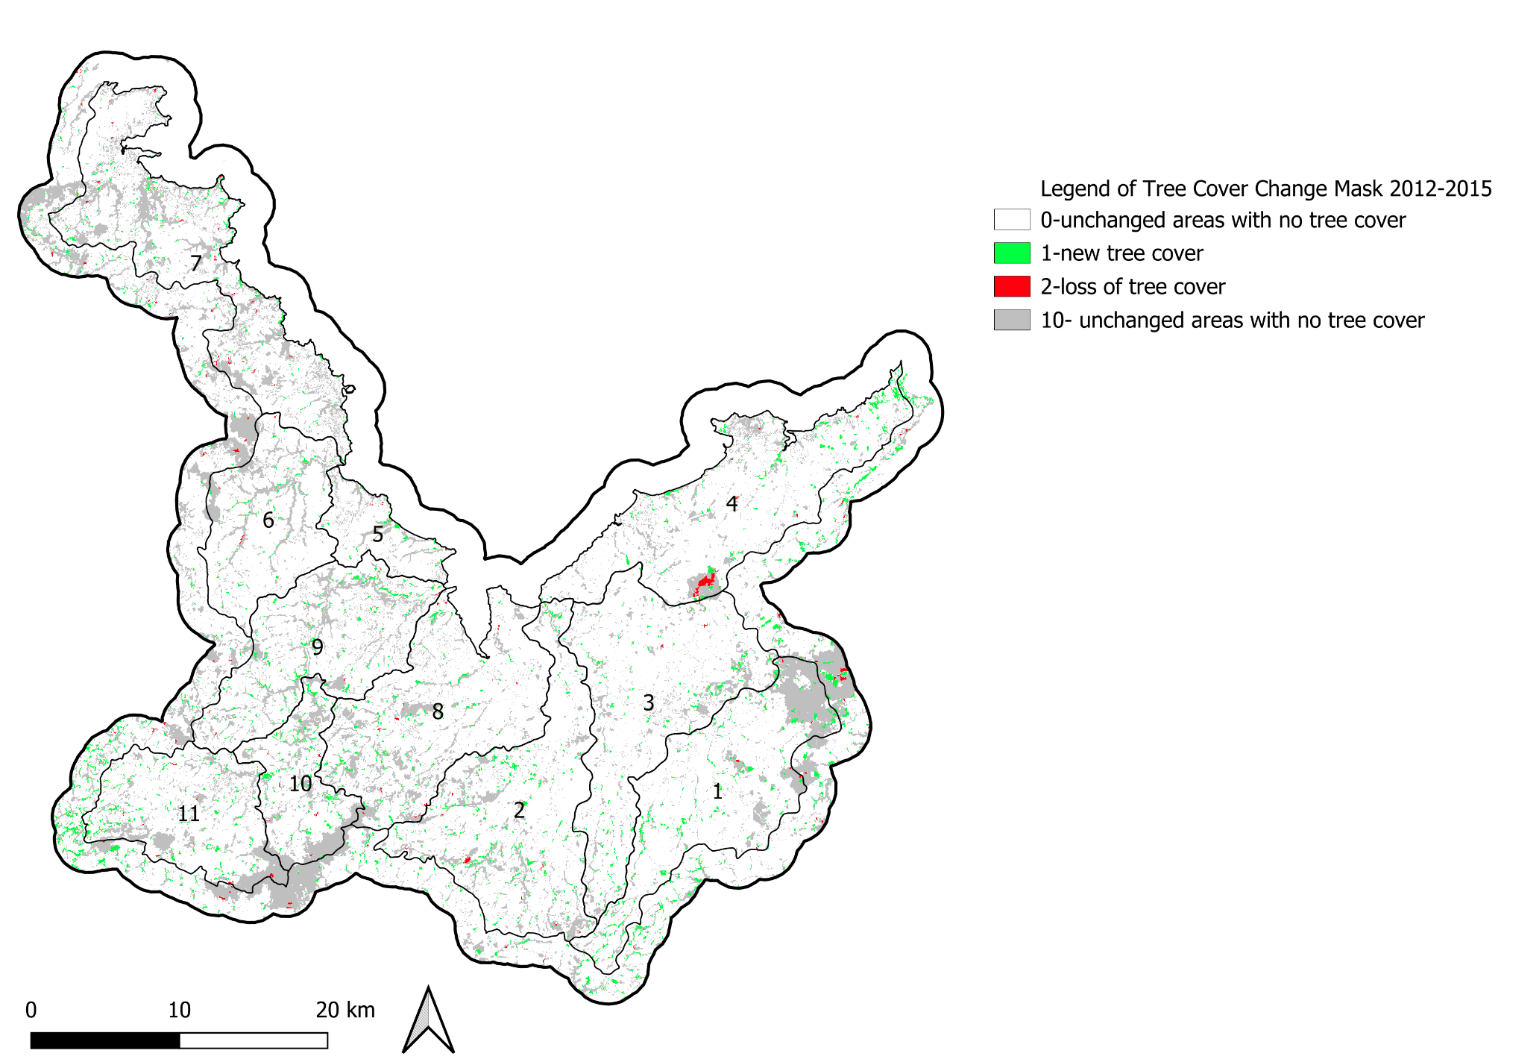 Legend of Tree Cover Change Mask 2012-2015
0-unchanged areas with no tree cover
1-new tree cover
2-loss of tree cover
10- unchanged areas with no tree cover
7
4
6
5
9
3
8
10
1
11
2
0 10 20 km